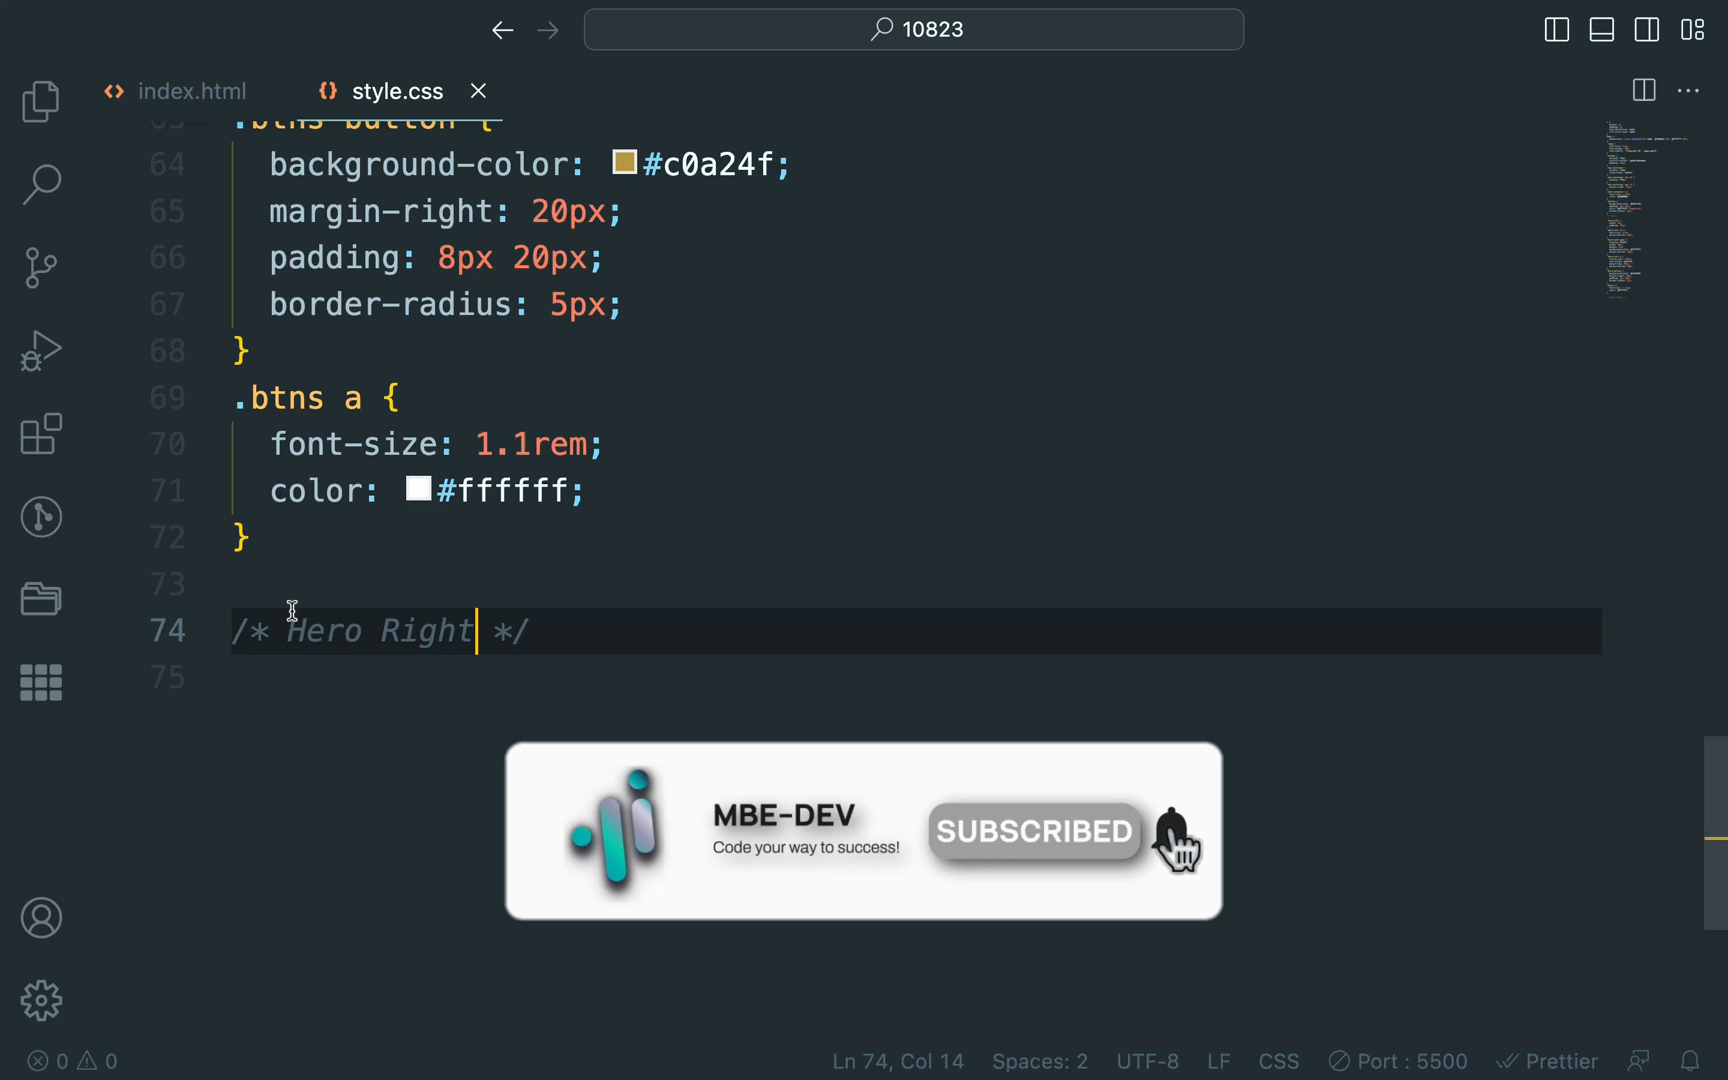 10823
index.html
{} style.css
63 .btns button {
64 background-color: #c0a24f;
65 margin-right: 20px;
66 padding: 8px 20px;
67 border-radius: 5px;
68 }
69 .btns a {
70 font-size: 1.1rem;
71 color: #ffffff;
72 }
73
74 /* Hero Right */
75
MBE-DEV
Code your way to success!
SUBSCRIBED
0 0 Ln 74, Col 14 Spaces: 2 UTF-8 LF CSS Port : 5500 Prettier